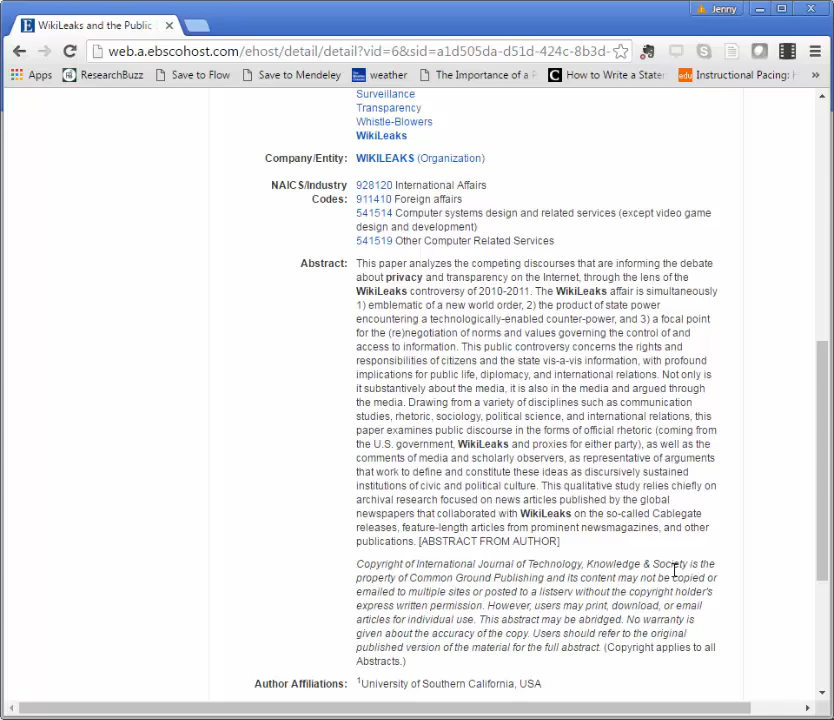 Jenny
WikiLeaks and the Public
web.a.ebscohost.com/ehost/detail/detail?vid=6&sid=a1d505da-d51d-424c-8b3d-
Apps ResearchBuzz Save to Flow Save to Mendeley weather The Importance of a How to Write a State Instructional Pacing: »
Surveillance
Transparency
Whistle-Blowers
WikiLeaks
Company/Entity: WIKILEAKS (Organization)
NAICS/Industry 928120 International Affairs
Codes: 911410 Foreign affairs
541514 Computer systems design and related services (except video game
design and development)
541519 Other Computer Related Services
Abstract: This paper analyzes the competing discourses that are informing the debate
about privacy and transparency on the Internet, through the lens of the
WikiLeaks controversy of 2010-2011. The WikiLeaks affair is simultaneously
1) emblematic of a new world order, 2) the product of state power
encountering a technologically-enabled counter-power, and 3) a focal point
for the (re)negotiation of norms and values governing the control of and
access to information. This public controversy concerns the rights and
responsibilities of citizens and the state vis-a-vis information, with profound
implications for public life, diplomacy, and international relations. Not only is
it substantively about the media, it is also in the media and argued through
the media. Drawing from a variety of disciplines such as communication
studies, rhetoric, sociology, political science, and international relations, this
paper examines public discourse in the forms of official rhetoric (coming from
the U.S. government, WikiLeaks and proxies for either party), as well as the
comments of media and scholarly observers, as representative of arguments
that work to define and constitute these ideas as discursively sustained
institutions of civic and political culture. This qualitative study relies chiefly on
archival research focused on news articles published by the global
newspapers that collaborated with WikiLeaks on the so-called Cablegate
releases, feature-length articles from prominent newsmagazines, and other
publications. [ABSTRACT FROM AUTHOR]
Copyright of International Journal of Technology, Knowledge & Society is the
property of Common Ground Publishing and its content may not be copied or
emailed to multiple sites or posted to a listserv without the copyright holder's
express written permission. However, users may print, download, or email
articles for individual use. This abstract may be abridged. No warranty is
given about the accuracy of the copy. Users should refer to the original
published version of the material for the full abstract. (Copyright applies to all
Abstracts.)
Author Affiliations: 1University of Southern California, USA